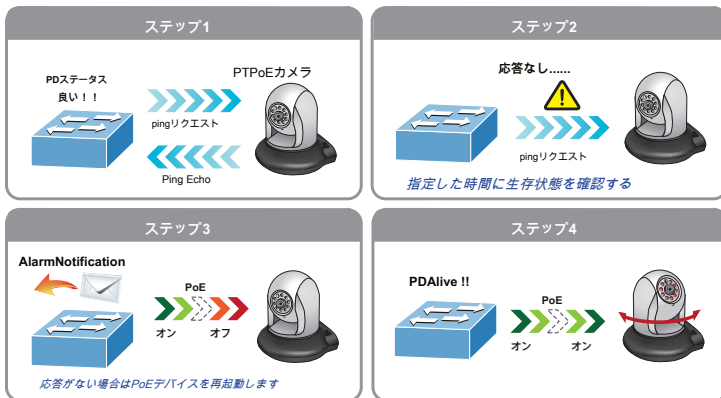 ステップ1
PDステータス
良い！！
PTPoEカメラ
pingリクエスト
Ping Echo
ステップ2
応答なし......
pingリクエスト
指定した時間に生存状態を確認する
ステップ3
AlarmNotification
PoE
オン
オフ
応答がない場合はPoEデバイスを再起動します
ステップ4
PDAlive !!
PoE
オン
オン